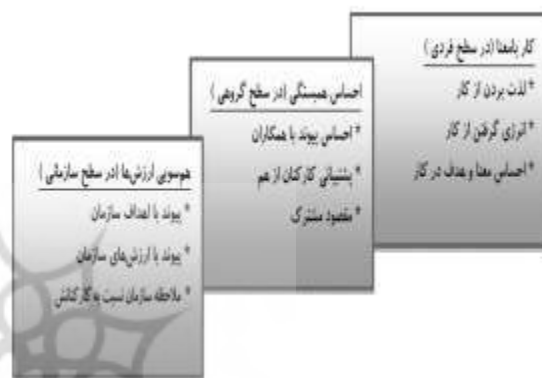 کار بامعنا (در سطح فردی)
*لذت بردن از کار
*انرژی گرفتن از کار
*احساس معنا و هدف در کار
احساس همبستگی (در سطح گروهی)
*احساس پیوند با همکاران
*پشتیبانی کارکنان از هم
*مقصود مشترک
هم‌سویی ارزش‌ها (در سطح سازمانی)
*پیوند با اهداف سازمان
*پیوند با ارزش‌های سازمان
*ملاحظه سازمان نسبت به کارکنانش